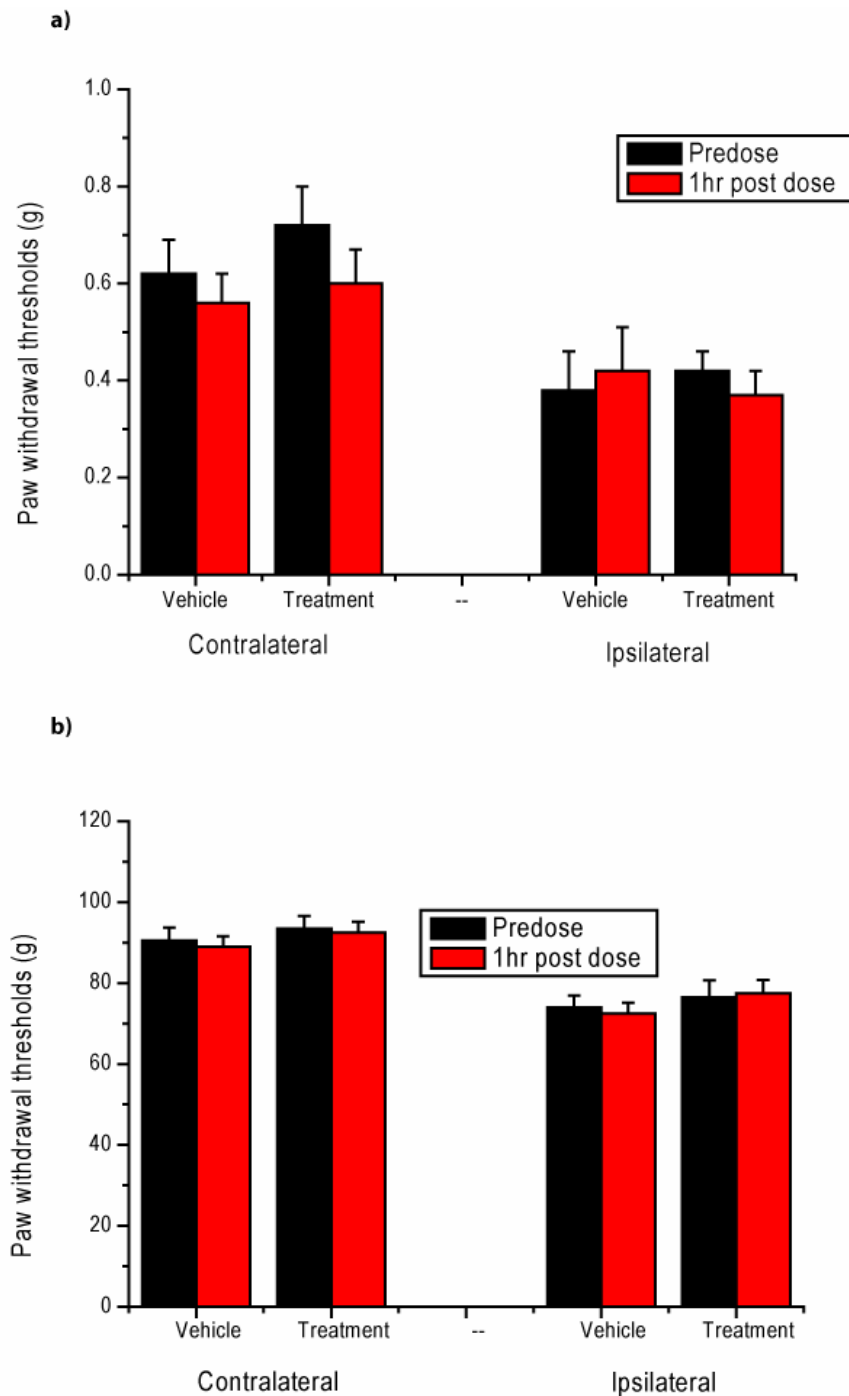 a)
1.0
Predose
1hr post dose
0.8
0.6
0.4
0.2
0.0
Paw withdrawal thresholds (g)
Vehicle Treatment -- Vehicle Treatment
Contralateral Ipsilateral
b)
120
100
Predose
1hr post dose
80
60
40
20
0
Paw withdrawal thresholds (g)
Vehicle Treatment -- Vehicle Treatment
Contralateral Ipsilateral